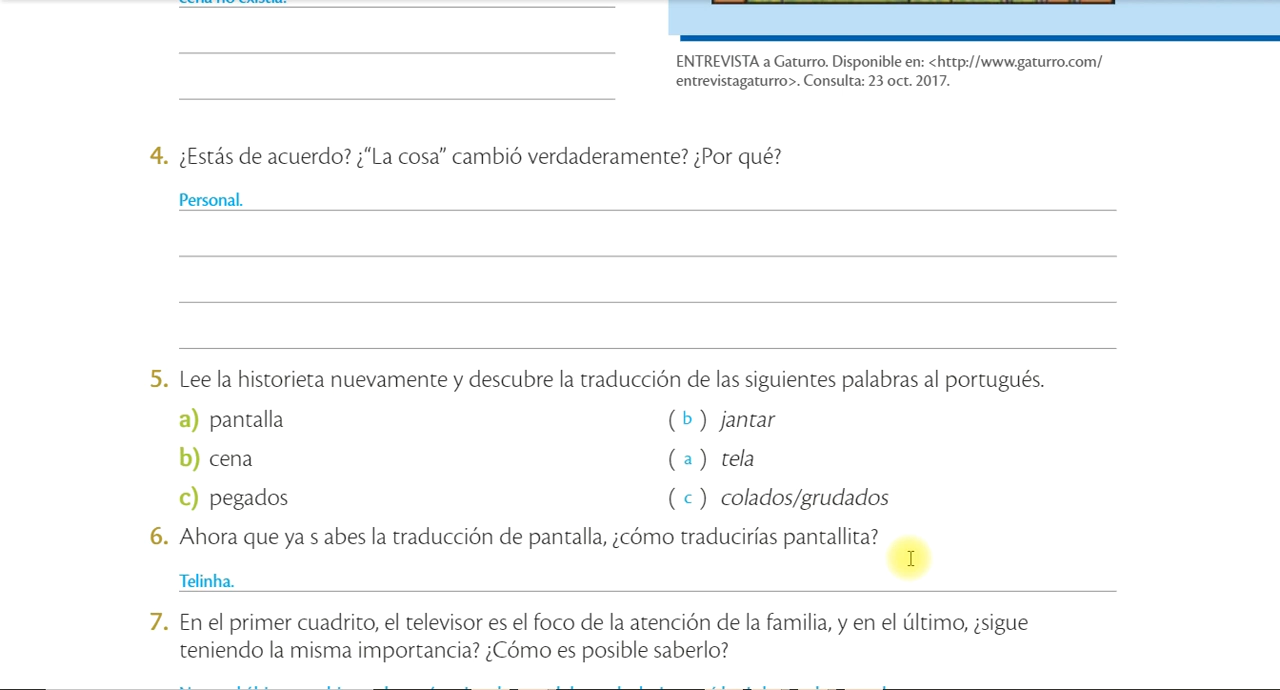 cena no existía.
ENTREVISTA a Gaturro. Disponible en: <http://www.gaturro.com/
entrevistagaturro>. Consulta: 23 oct. 2017.
4. ¿Estás de acuerdo? ¿“La cosa” cambió verdaderamente? ¿Por qué?
Personal.
5. Lee la historieta nuevamente y descubre la traducción de las siguientes palabras al portugués.
a) pantalla ( b ) jantar
b) cena ( a ) tela
c) pegados ( c ) colados/grudados
6. Ahora que ya s abes la traducción de pantalla, ¿cómo traducirías pantallita?
Telinha.
7. En el primer cuadrito, el televisor es el foco de la atención de la familia, y en el último, ¿sigue
teniendo la misma importancia? ¿Cómo es posible saberlo?